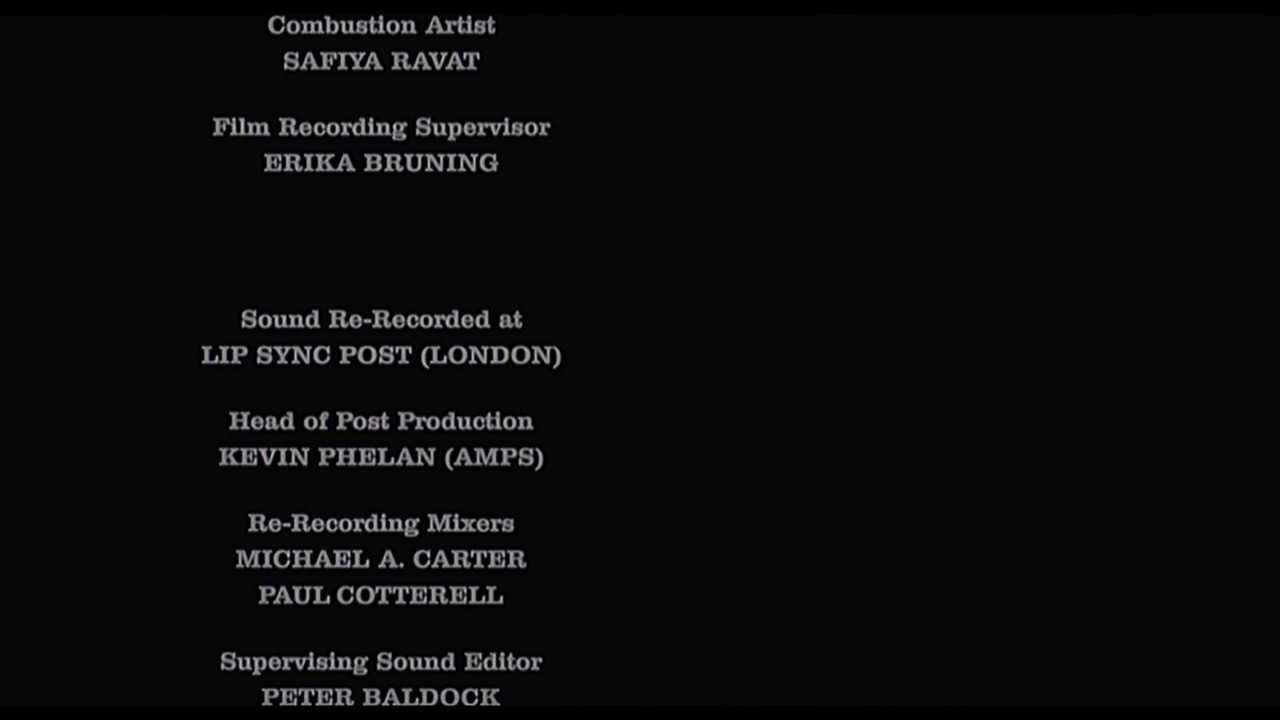 Combustion Artist
SAFIYA RAVAT
Film Recording Supervisor
ERIKA BRUNING
Sound Re-Recorded at
LIP SYNC POST (LONDON)
Head of Post Production
KEVIN PHELAN (AMPS)
Re-Recording Mixers
MICHAEL A. CARTER
PAUL COTTERELL
Supervising Sound Editor
PETER BALDOCK